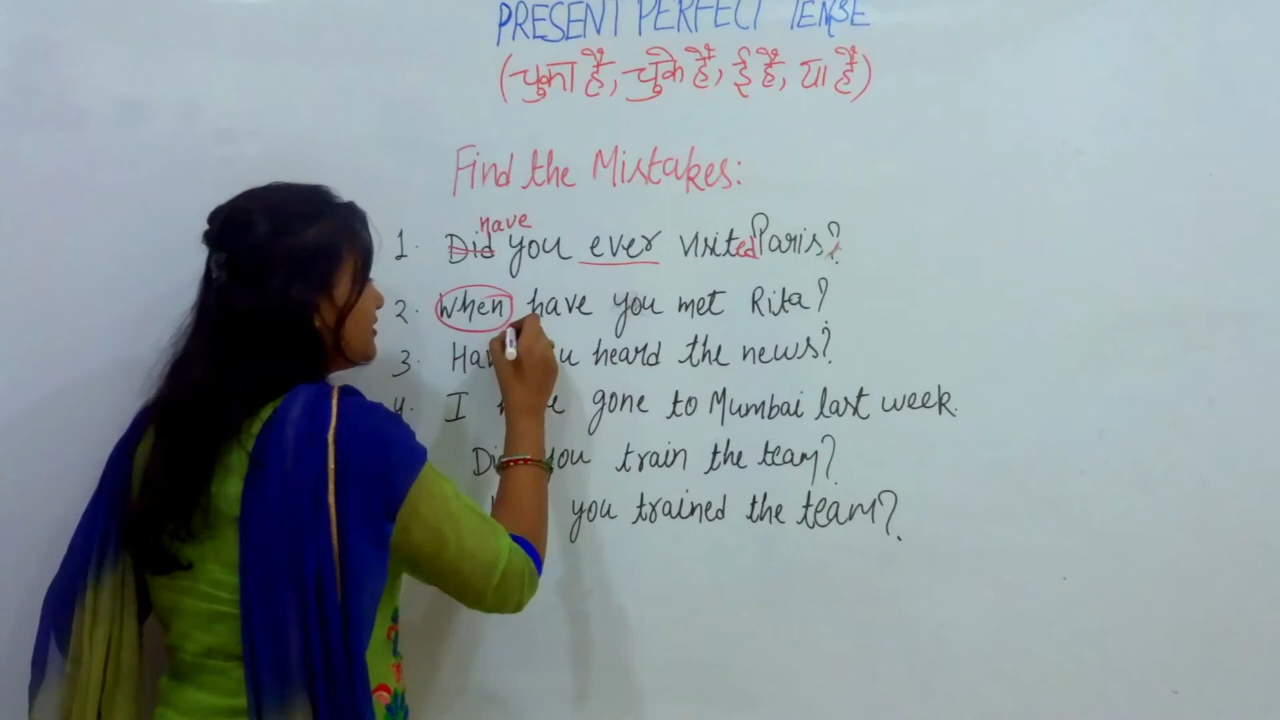 PRESENT PERFECT TENSE
(चुका है, चुके हैं, ई है, या है)
Find the Mistakes:
have
1. Did you ever visited Paris?
2. When have you met Rita?
3. heard the news?
4. I gone to Mumbai last week.
you train the team?
you trained the team?